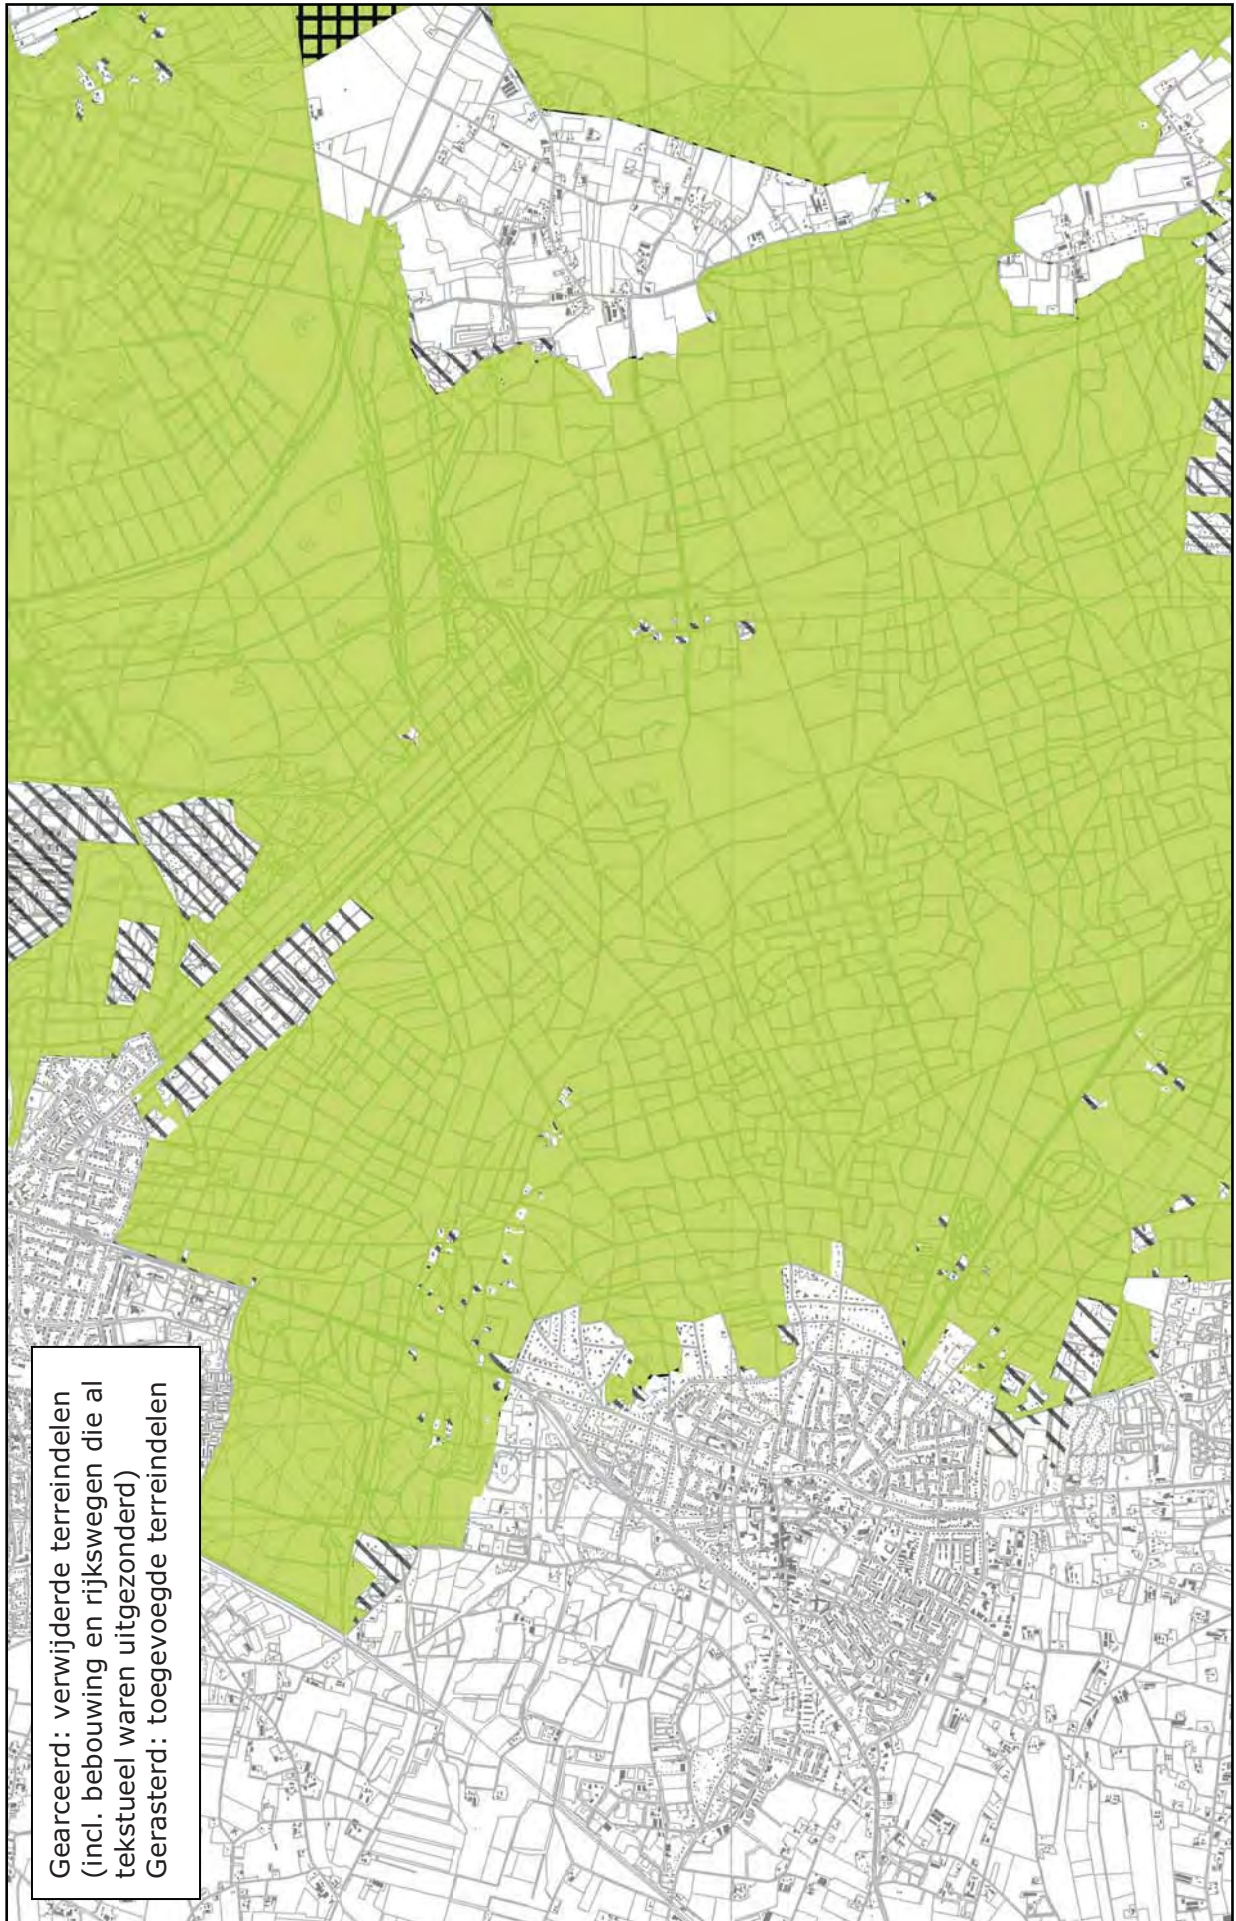 Gearceerd: verwijderde terreindelen
(incl. bebouwing en rijkswegen die al
tekstueel waren uitgezonderd)
Gerasterd: toegevoegde terreindelen